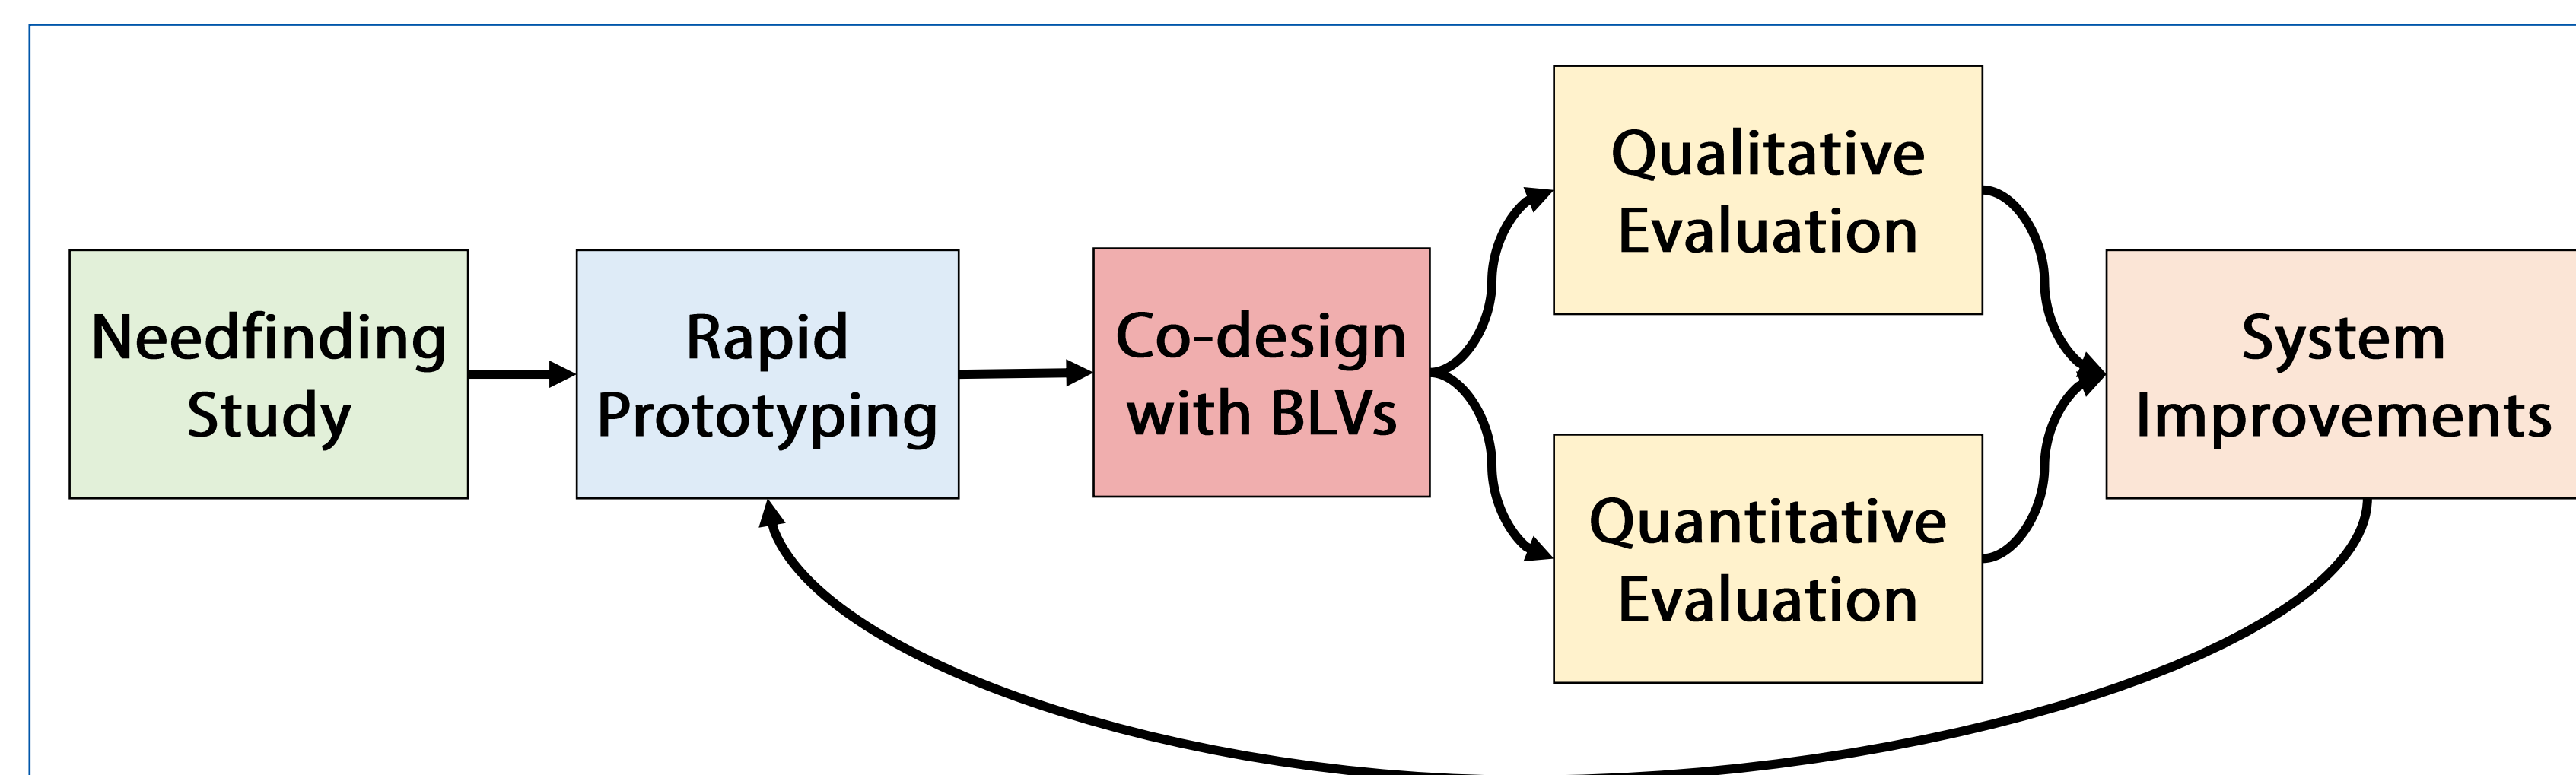 Needfinding
Study
Rapid
Prototyping
Co-design
with BLVs
Qualitative
Evaluation
Quantitative
Evaluation
System
Improvements